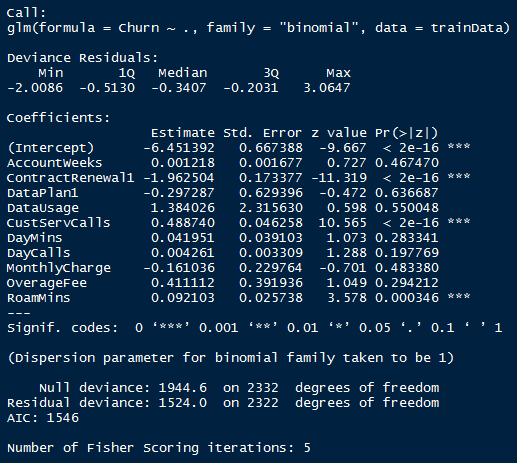 Call:
glm(formula = Churn ~ ., family = "binomial", data = trainData)
Deviance Residuals:
Min 1Q Median 3Q Max
-2.0086 -0.5130 -0.3407 -0.2031 3.0647
Coefficients:
Estimate Std. Error z value Pr(>|z|)
(Intercept) -6.451392 0.667388 -9.667 < 2e-16 ***
AccountWeeks 0.001218 0.001677 0.727 0.467470
ContractRenewal1 -1.962504 0.173377 -11.319 < 2e-16 ***
DataPlan1 -0.297287 0.629396 -0.472 0.636687
DataUsage 1.384026 2.315630 0.598 0.550048
CustServCalls 0.488740 0.046258 10.565 < 2e-16 ***
DayMins 0.041951 0.039103 1.073 0.283341
DayCalls 0.004261 0.003309 1.288 0.197769
MonthlyCharge -0.161036 0.229764 -0.701 0.483380
OverageFee 0.411112 0.391936 1.049 0.294212
RoamMins 0.092103 0.025738 3.578 0.000346 ***
---
Signif. codes: 0 ‘***’ 0.001 ‘**’ 0.01 ‘*’ 0.05 ‘.’ 0.1 ‘ ’ 1
(Dispersion parameter for binomial family taken to be 1)
Null deviance: 1944.6 on 2332 degrees of freedom
Residual deviance: 1524.0 on 2322 degrees of freedom
AIC: 1546
Number of Fisher Scoring iterations: 5